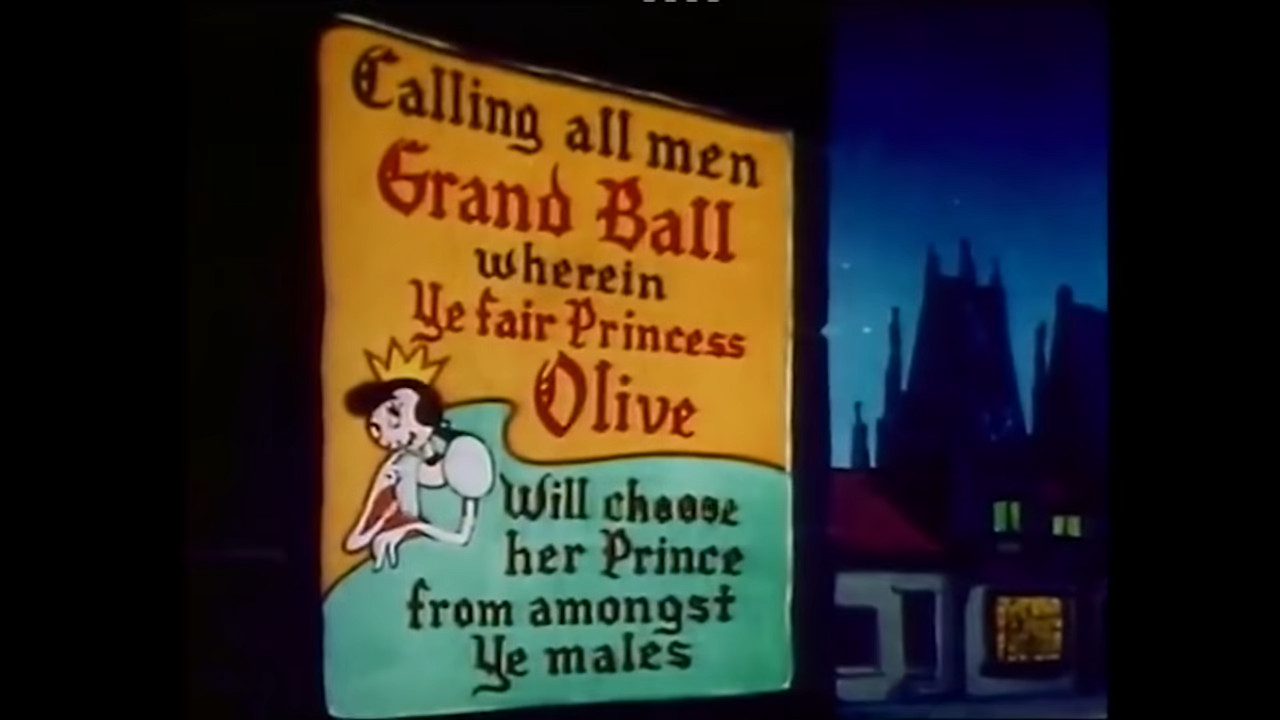 Calling all men
Grand Ball
wherein
Ye fair Princess
Olive
Will choose
her Prince
from amongst
Ye males